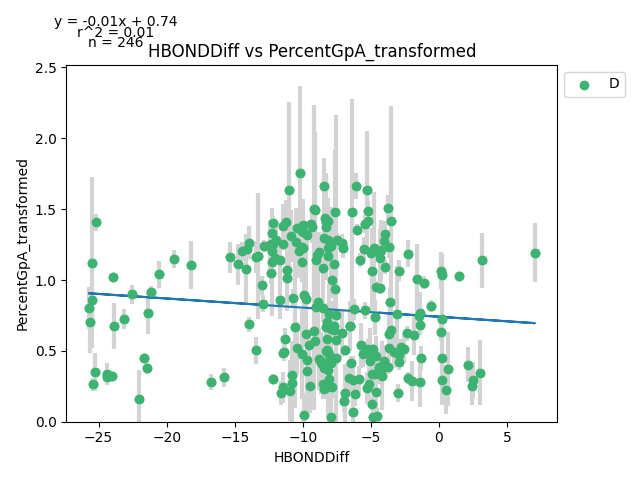 y = -0.01x + 0.74
r^2 = 0.01
n = 246
HBONDDiff vs PercentGpA_transformed
D
PercentGpA_transformed
2.5
2.0
1.5
1.0
0.5
0.0
−25
−20
−15
−10
−5
0
5
HBONDDiff